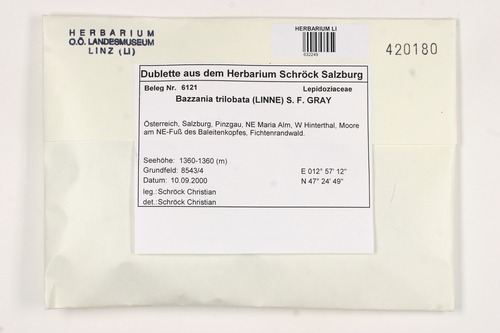 HERBARIUM
O.Ö. LANDESMUSEUM
LINZ (LI)
HERBARIUM LI
032249
420180
Dublette aus dem Herbarium Schröck Salzburg
Beleg Nr. 6121 Lepidoziaceae
Bazzania trilobata (LINNE) S. F. GRAY
Österreich, Salzburg, Pinzgau, NE Maria Alm, W Hinterthal, Moore
am NE-Fuß des Baleitenkopfes, Fichtenrandwald.
Seehöhe: 1360-1360 (m)
Grundfeld: 8543/4 E 012° 57' 12"
Datum: 10.09.2000 N 47° 24' 49"
leg.:Schröck Christian
det.:Schröck Christian